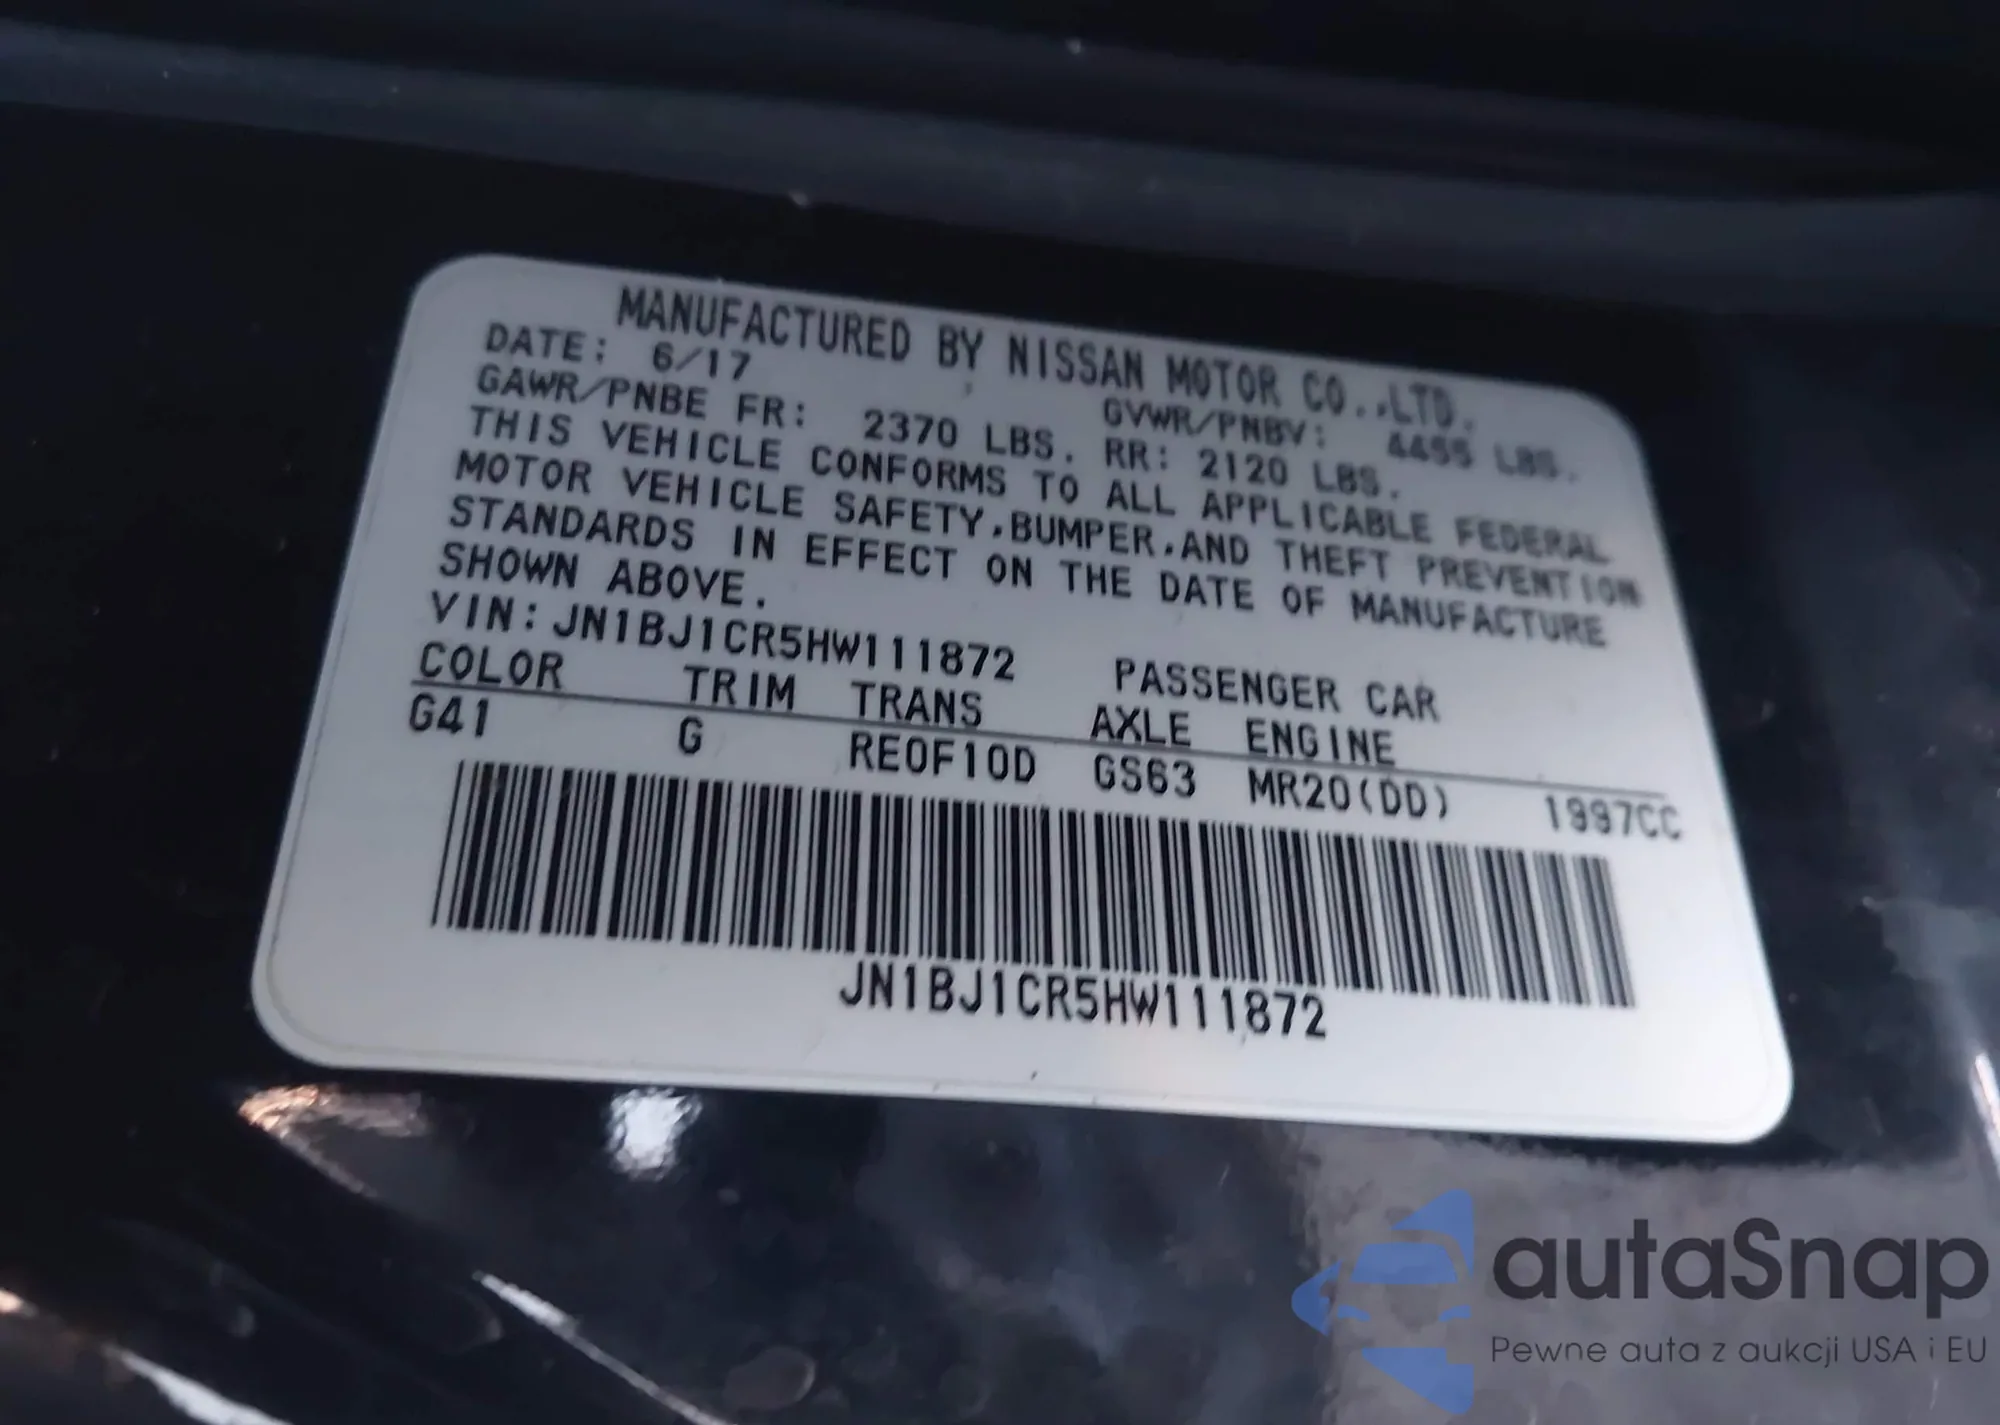 MANUFACTURED BY NISSAN MOTOR CO.,LTD.
DATE: 6/17 GVWR/PNBV: 4455 LBS.
GAWR/PNBE FR: 2370 LBS. RR: 2120 LBS.
THIS VEHICLE CONFORMS TO ALL APPLICABLE FEDERAL
MOTOR VEHICLE SAFETY,BUMPER,AND THEFT PREVENTION
STANDARDS IN EFFECT ON THE DATE OF MANUFACTURE
SHOWN ABOVE.
VIN:JN1BJ1CR5HW111872 PASSENGER CAR
COLOR TRIM TRANS AXLE ENGINE
G41 G RE0F10D GS63 MR20(DD) 1997CC
JN1BJ1CR5HW111872
autaSnap
Pewne auta z aukcji USA i EU